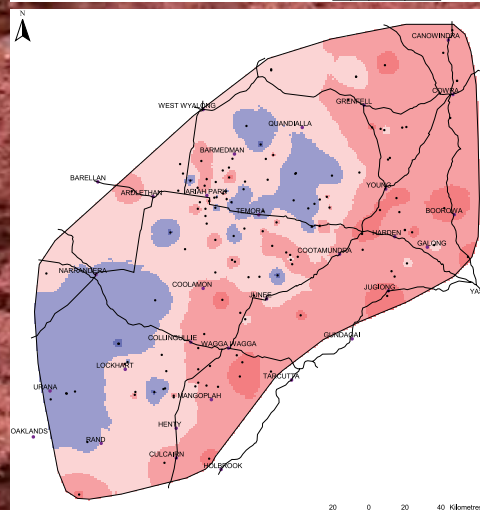 N
CANOWINDRA
COWRA
GRENFELL
WEST WYALONG
QUANDIALLA
BARMEDMAN
BARELLAN
ARDLETHAN
ARIAH PARK
YOUNG
TEMORA
BOOROWA
HARDEN
GALONG
COOTAMUNDRA
NARRANDERA
COOLAMON
JUNEE
JUGIONG
YA
GUNDAGAI
COLLINGULLIE
WAGGA WAGGA
LOCKHART
TARCUTTA
URANA
MANGOPLAH
OAKLANDS
RAND
HENTY
CULCAIRN
HOLBROOK
20 0 20 40 Kilometres